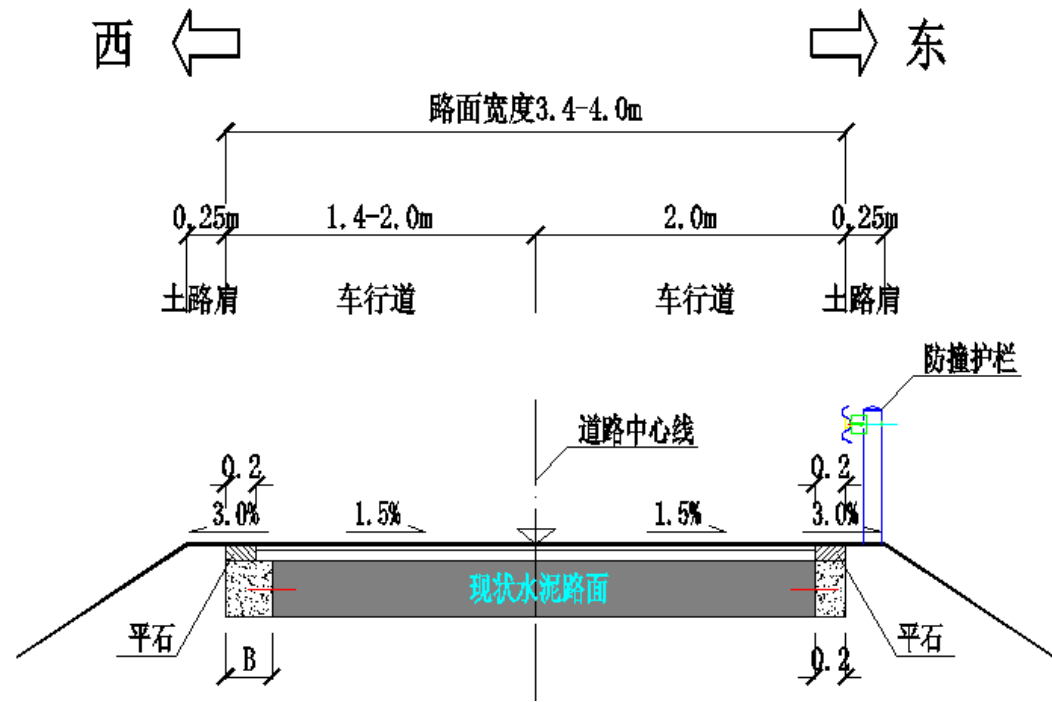 西
东
路面宽度3.4-4.0m
0.25m
1.4-2.0m
2.0m
0.25m
土路肩
车行道
车行道
土路肩
防撞护栏
道路中心线
0.2
0.2
3.0%
1.5%
1.5%
3.0%
现状水泥路面
平石
B
0.2
平石